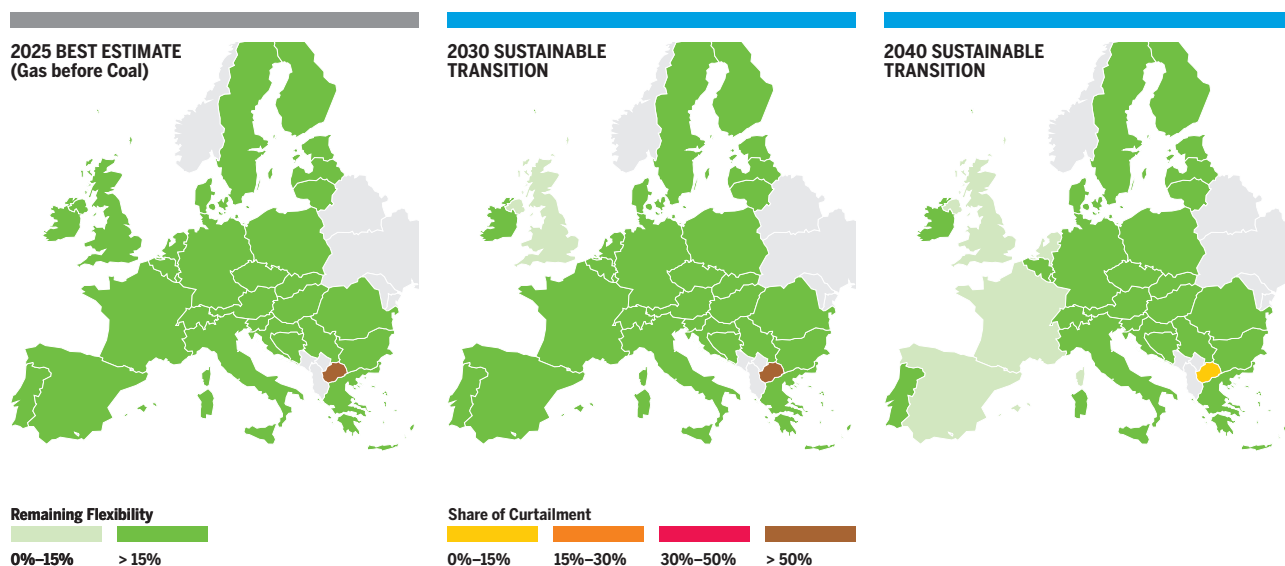 2025 BEST ESTIMATE
(Gas before Coal)
2030 SUSTAINABLE
TRANSITION
2040 SUSTAINABLE
TRANSITION
Remaining Flexibility
0%–15%
> 15%
Share of Curtailment
0%–15%
15%–30%
30%–50%
> 50%